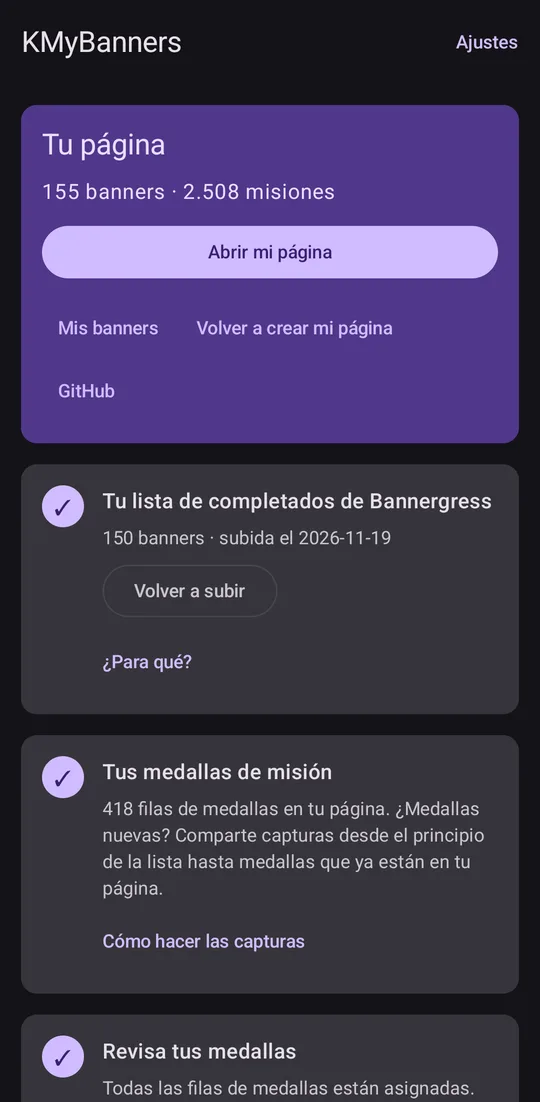 KMyBanners
Ajustes
Tu página
155 banners · 2.508 misiones
Abrir mi página
Mis banners
Volver a crear mi página
GitHub
✓
Tu lista de completados de Bannergress
150 banners · subida el 2026-11-19
Volver a subir
¿Para qué?
✓
Tus medallas de misión
418 filas de medallas en tu página. ¿Medallas
nuevas? Comparte capturas desde el principio
de la lista hasta medallas que ya están en tu
página.
Cómo hacer las capturas
✓
Revisa tus medallas
Todas las filas de medallas están asignadas.